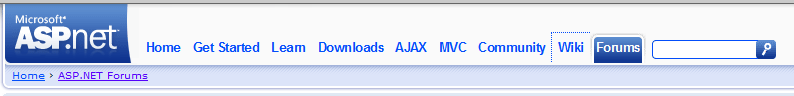 Microsoft*
ASP.net
Home Get Started Learn Downloads AJAX MVC Community Wiki Forums
Home › ASP.NET Forums